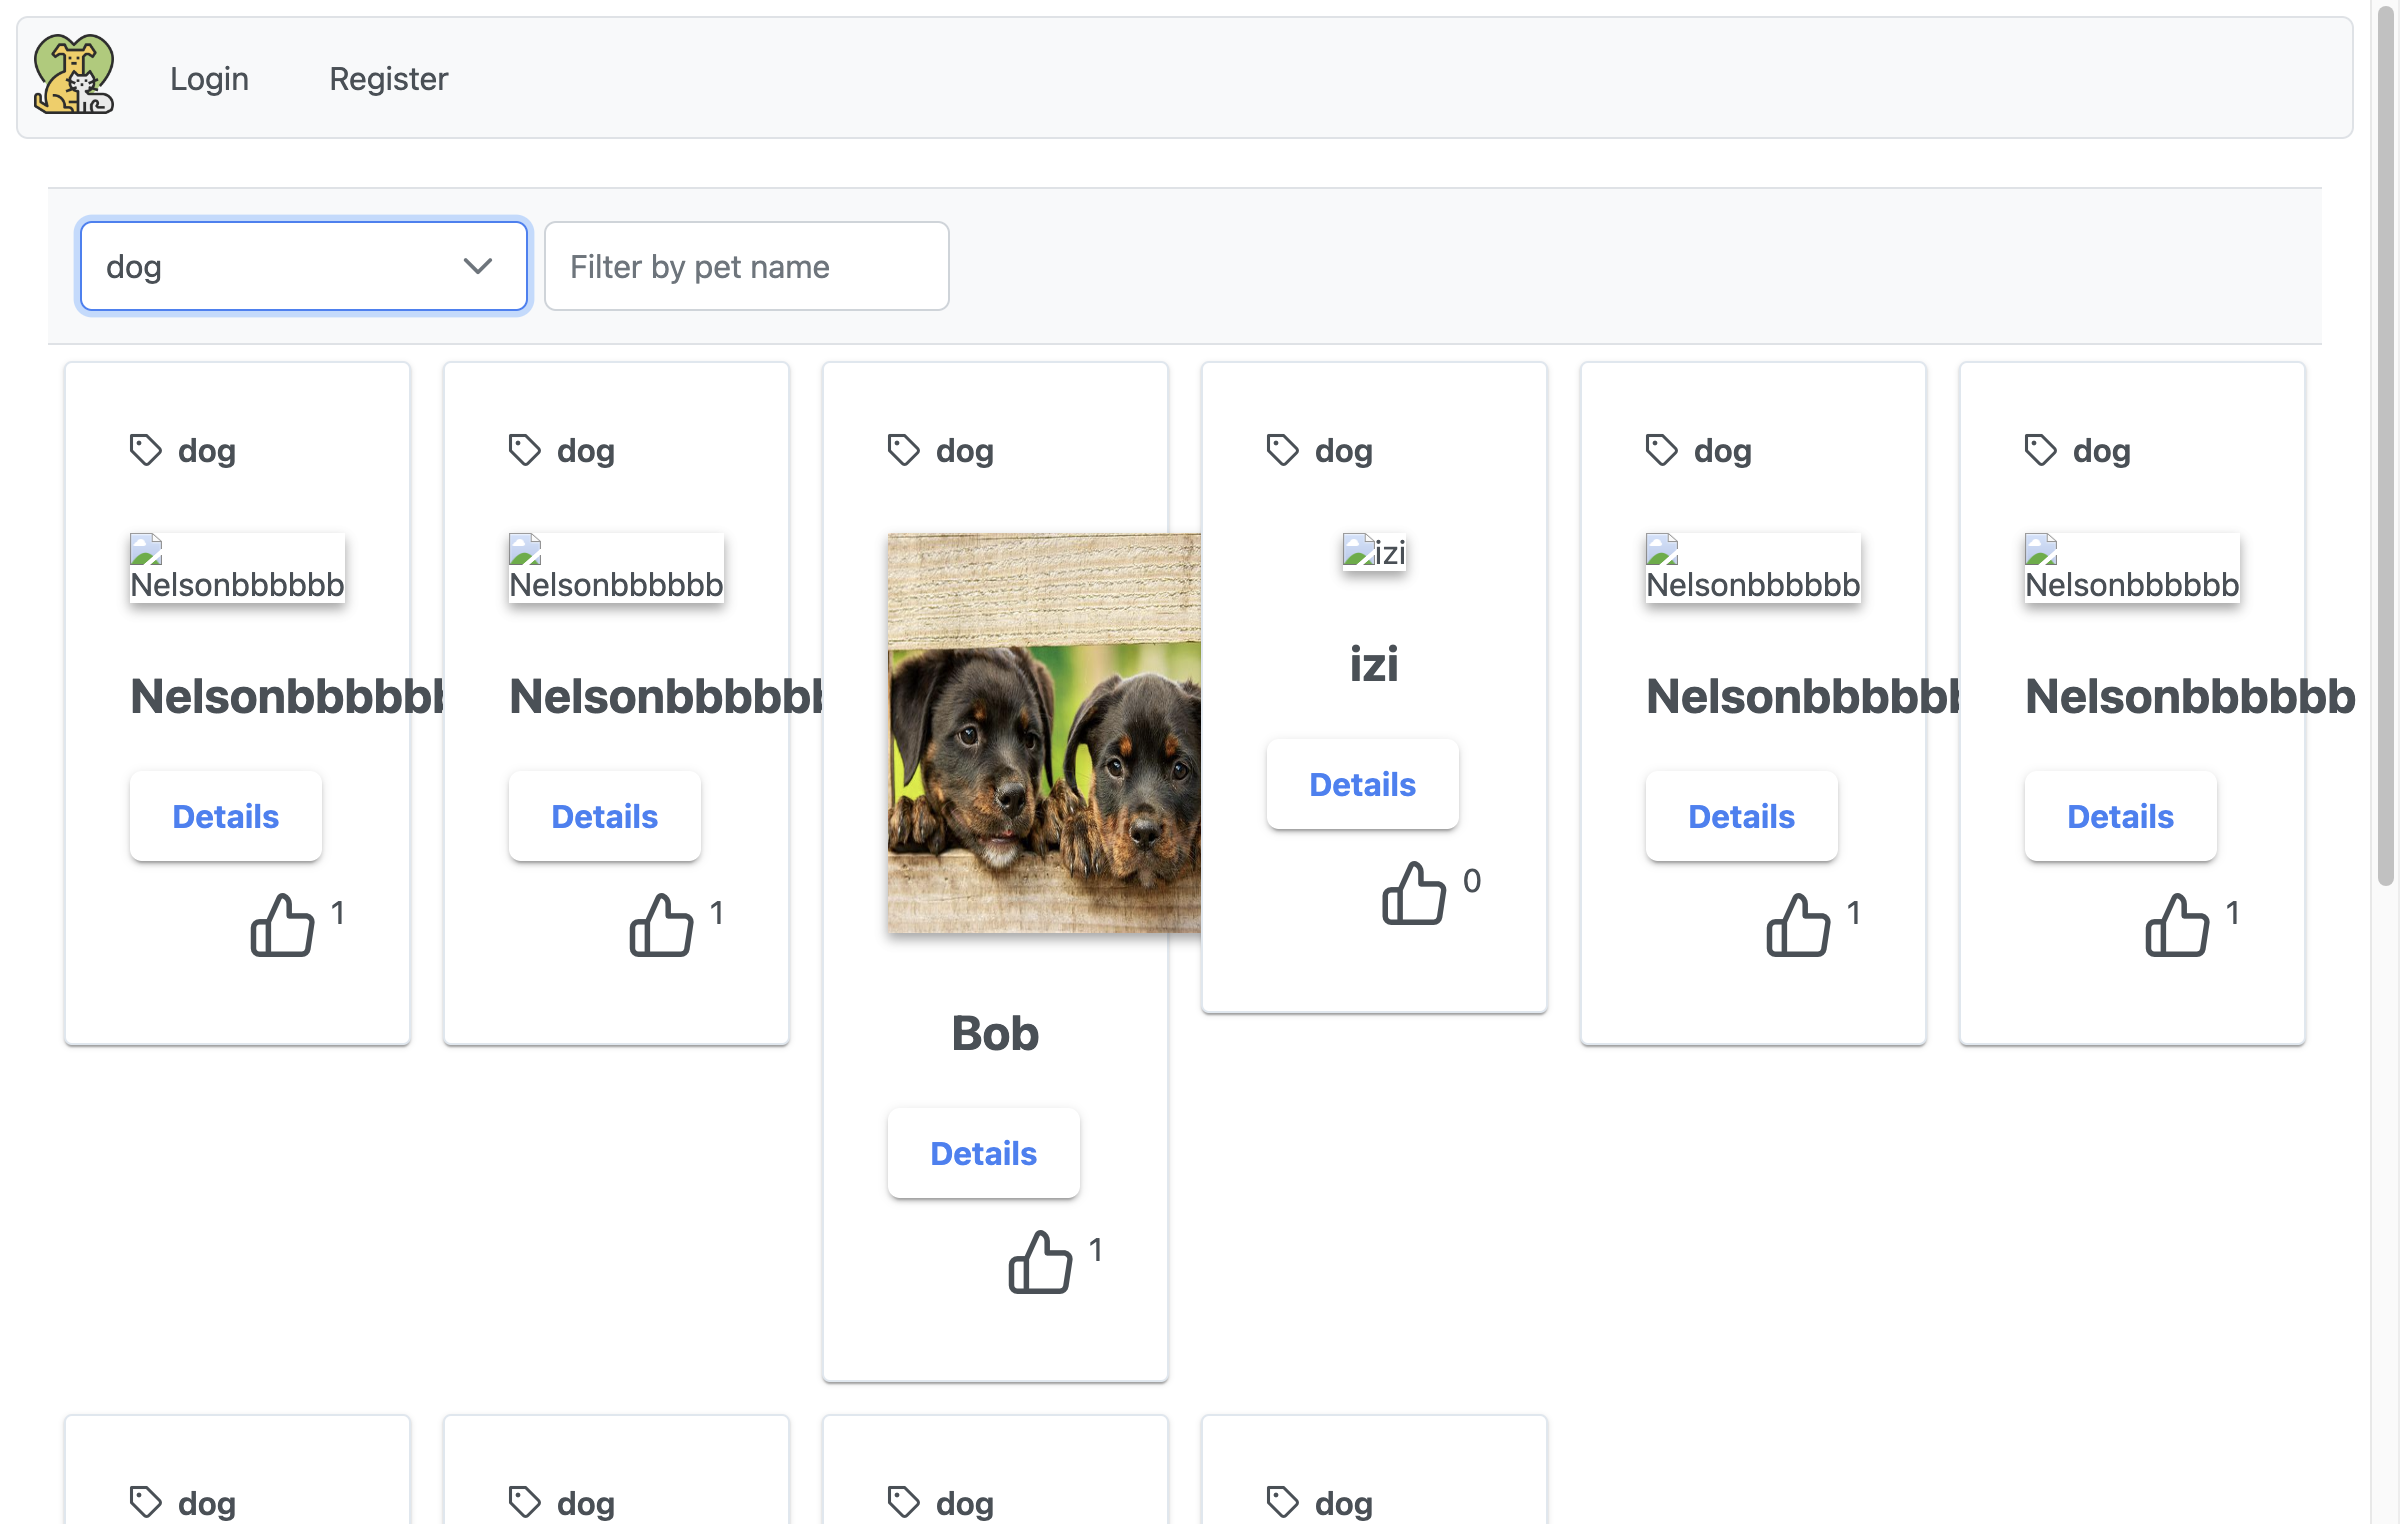 Login Register
dog Filter by pet name
dog dog dog dog dog dog
Nelsonbbbbbb Nelsonbbbbbb izi Nelsonbbbbbb Nelsonbbbbbb
izi
Nelsonbbbbbb Nelsonbbbbbb Nelsonbbbbbb Nelsonbbbbbb
Details
Details Details Details Details
0
1 1 1 1
Bob
Details
1
dog dog dog dog